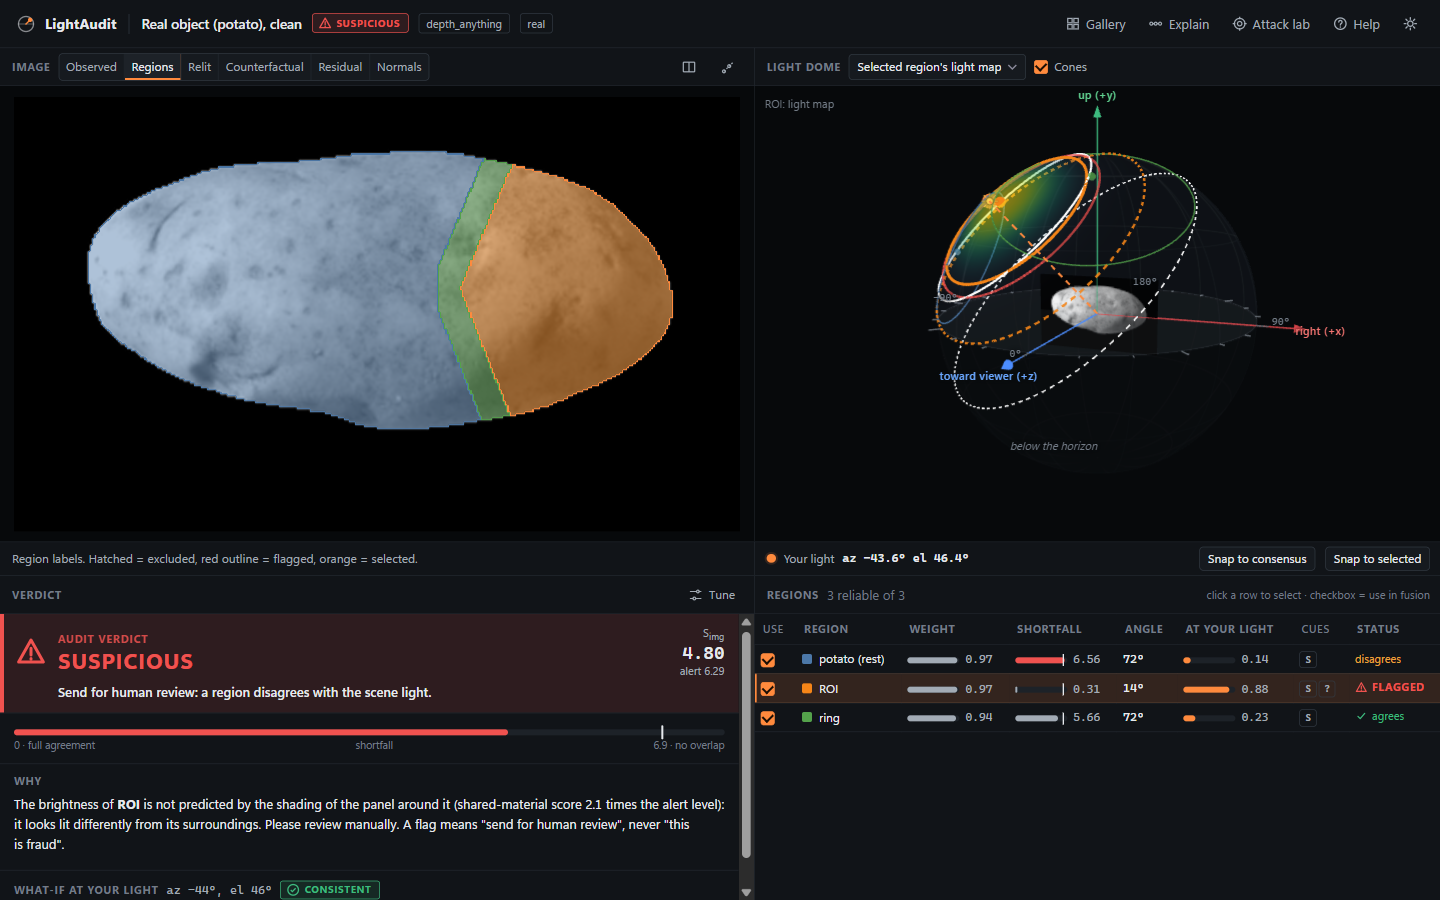 LightAudit
Real object (potato), clean
SUSPICIOUS
depth_anything
real
Gallery
Explain
Attack lab
Help
IMAGE
Observed
Regions
Relit
Counterfactual
Residual
Normals
LIGHT DOME
Selected region's light map
Cones
ROI: light map
up (+y)
180°
-90°
90°
right (+x)
0°
toward viewer (+z)
below the horizon
Region labels. Hatched = excluded, red outline = flagged, orange = selected.
Your light az −43.6° el 46.4°
Snap to consensus
Snap to selected
VERDICT
Tune
AUDIT VERDICT
SUSPICIOUS
Send for human review: a region disagrees with the scene light.
Simg
4.80
alert 6.29
0 · full agreement
shortfall
6.9 · no overlap
WHY
The brightness of ROI is not predicted by the shading of the panel around it (shared-material score 2.1 times the alert level):
it looks lit differently from its surroundings. Please review manually. A flag means "send for human review", never "this
is fraud".
WHAT-IF AT YOUR LIGHT az −44°, el 46° CONSISTENT
REGIONS 3 reliable of 3
click a row to select · checkbox = use in fusion
USE REGION WEIGHT SHORTFALL ANGLE AT YOUR LIGHT CUES STATUS
potato (rest) 0.97 6.56 72° 0.14 S disagrees
ROI 0.97 0.31 14° 0.88 S ? FLAGGED
ring 0.94 5.66 72° 0.23 S agrees